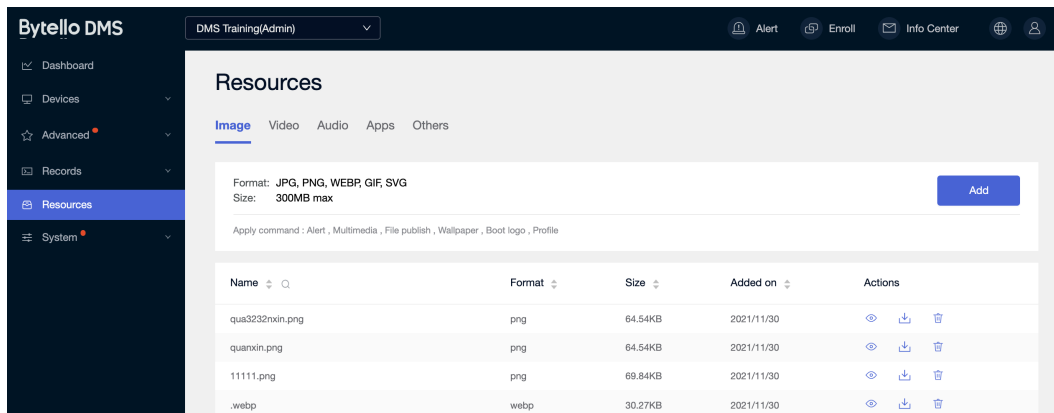 Bytello DMS
DMS Training(Admin)
Alert
Enroll
Info Center
Dashboard
Devices
Advanced
Records
Resources
System
Resources
Image Video Audio Apps Others
Format: JPG, PNG, WEBP, GIF, SVG
Size: 300MB max
Add
Apply command : Alert , Multimedia , File publish , Wallpaper , Boot logo , Profile
Name Format Size Added on Actions
qua3232nxin.png png 64.54KB 2021/11/30
quanxin.png png 64.54KB 2021/11/30
11111.png png 69.84KB 2021/11/30
.webp webp 30.27KB 2021/11/30